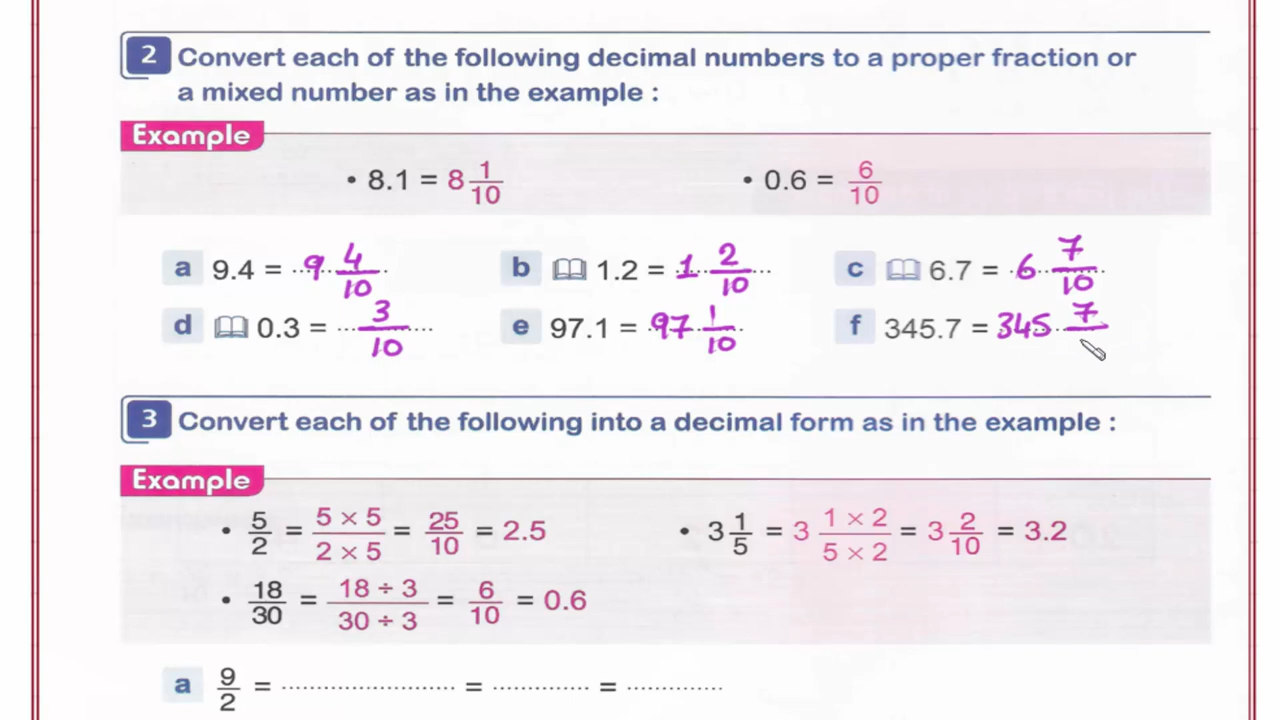 2 Convert each of the following decimal numbers to a proper fraction or
a mixed number as in the example :
Example
• 8.1 = 8 1/10 • 0.6 = 6/10
a 9.4 = 9 4/10 b 1.2 = 1 2/10 c 6.7 = 6 7/10
d 0.3 = 3/10 e 97.1 = 97 1/10 f 345.7 = 345 7/
3 Convert each of the following into a decimal form as in the example :
Example
• 5/2 = 5 × 5/2 × 5 = 25/10 = 2.5 • 3 1/5 = 3 1 × 2/5 × 2 = 3 2/10 = 3.2
• 18/30 = 18 ÷ 3/30 ÷ 3 = 6/10 = 0.6
a 9/2 = .......................... = .................. = ..................